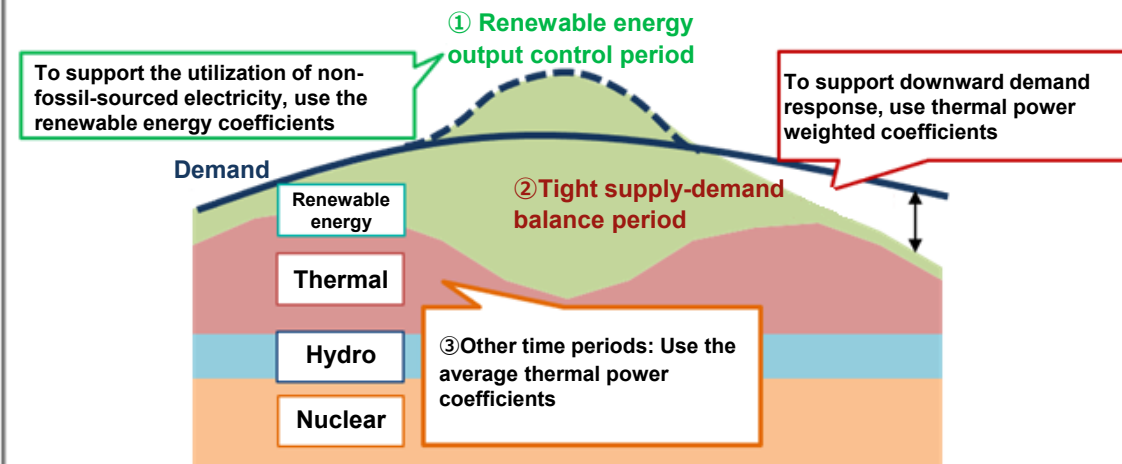 ① Renewable energy
output control period
To support the utilization of non-
fossil-sourced electricity, use the
renewable energy coefficients
To support downward demand
response, use thermal power
weighted coefficients
Demand
②Tight supply-demand
balance period
Renewable
energy
Thermal
③Other time periods: Use the
average thermal power
coefficients
Hydro
Nuclear